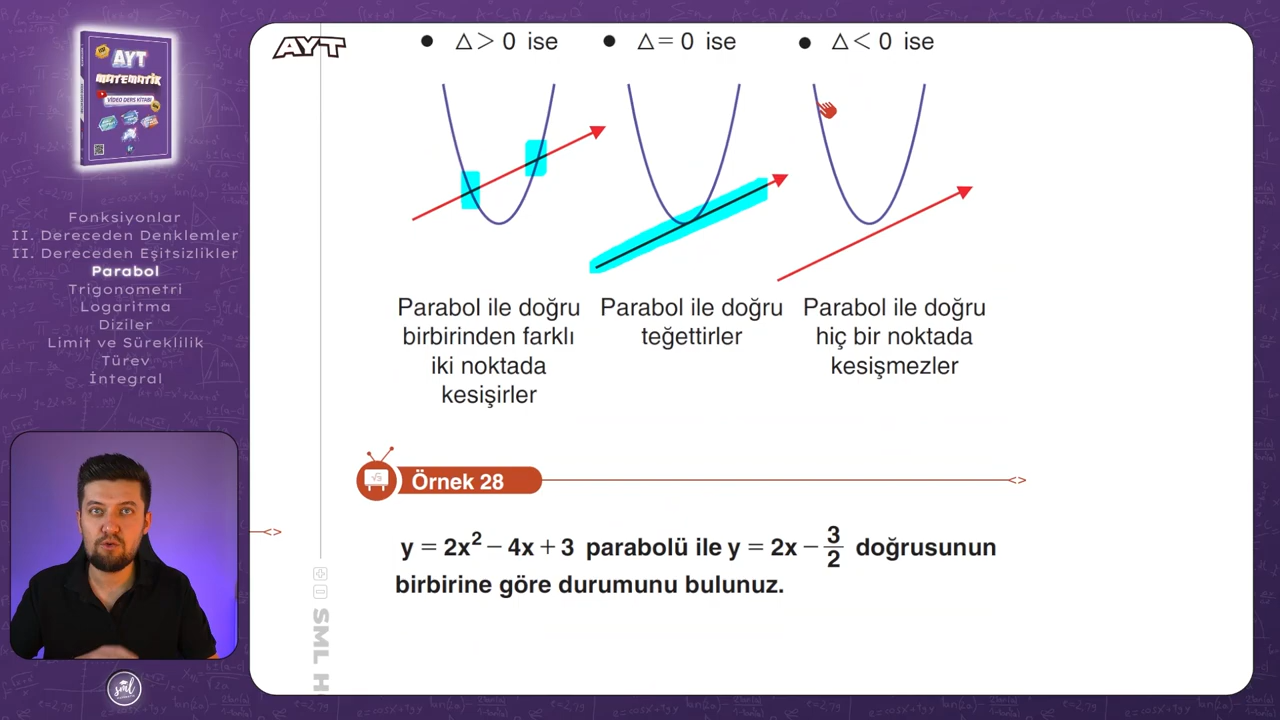 AYT
MATEMATİK
VİDEO DERS KİTABI
Fonksiyonlar
II. Dereceden Denklemler
II. Dereceden Eşitsizlikler
Parabol
Trigonometri
Logaritma
Diziler
Limit ve Süreklilik
Türev
İntegral
sml
AYT
• Δ > 0 ise
• Δ = 0 ise
• Δ < 0 ise
Parabol ile doğru
birbirinden farklı
iki noktada
kesişirler
Parabol ile doğru
teğettirler
Parabol ile doğru
hiç bir noktada
kesişmezler
√5
Örnek 28
y = 2x² – 4x + 3 parabolü ile y = 2x – 3/2 doğrusunun
birbirine göre durumunu bulunuz.
SML H